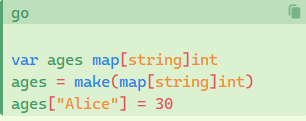 go
var ages map[string]int
ages = make(map[string]int)
ages["Alice"] = 30